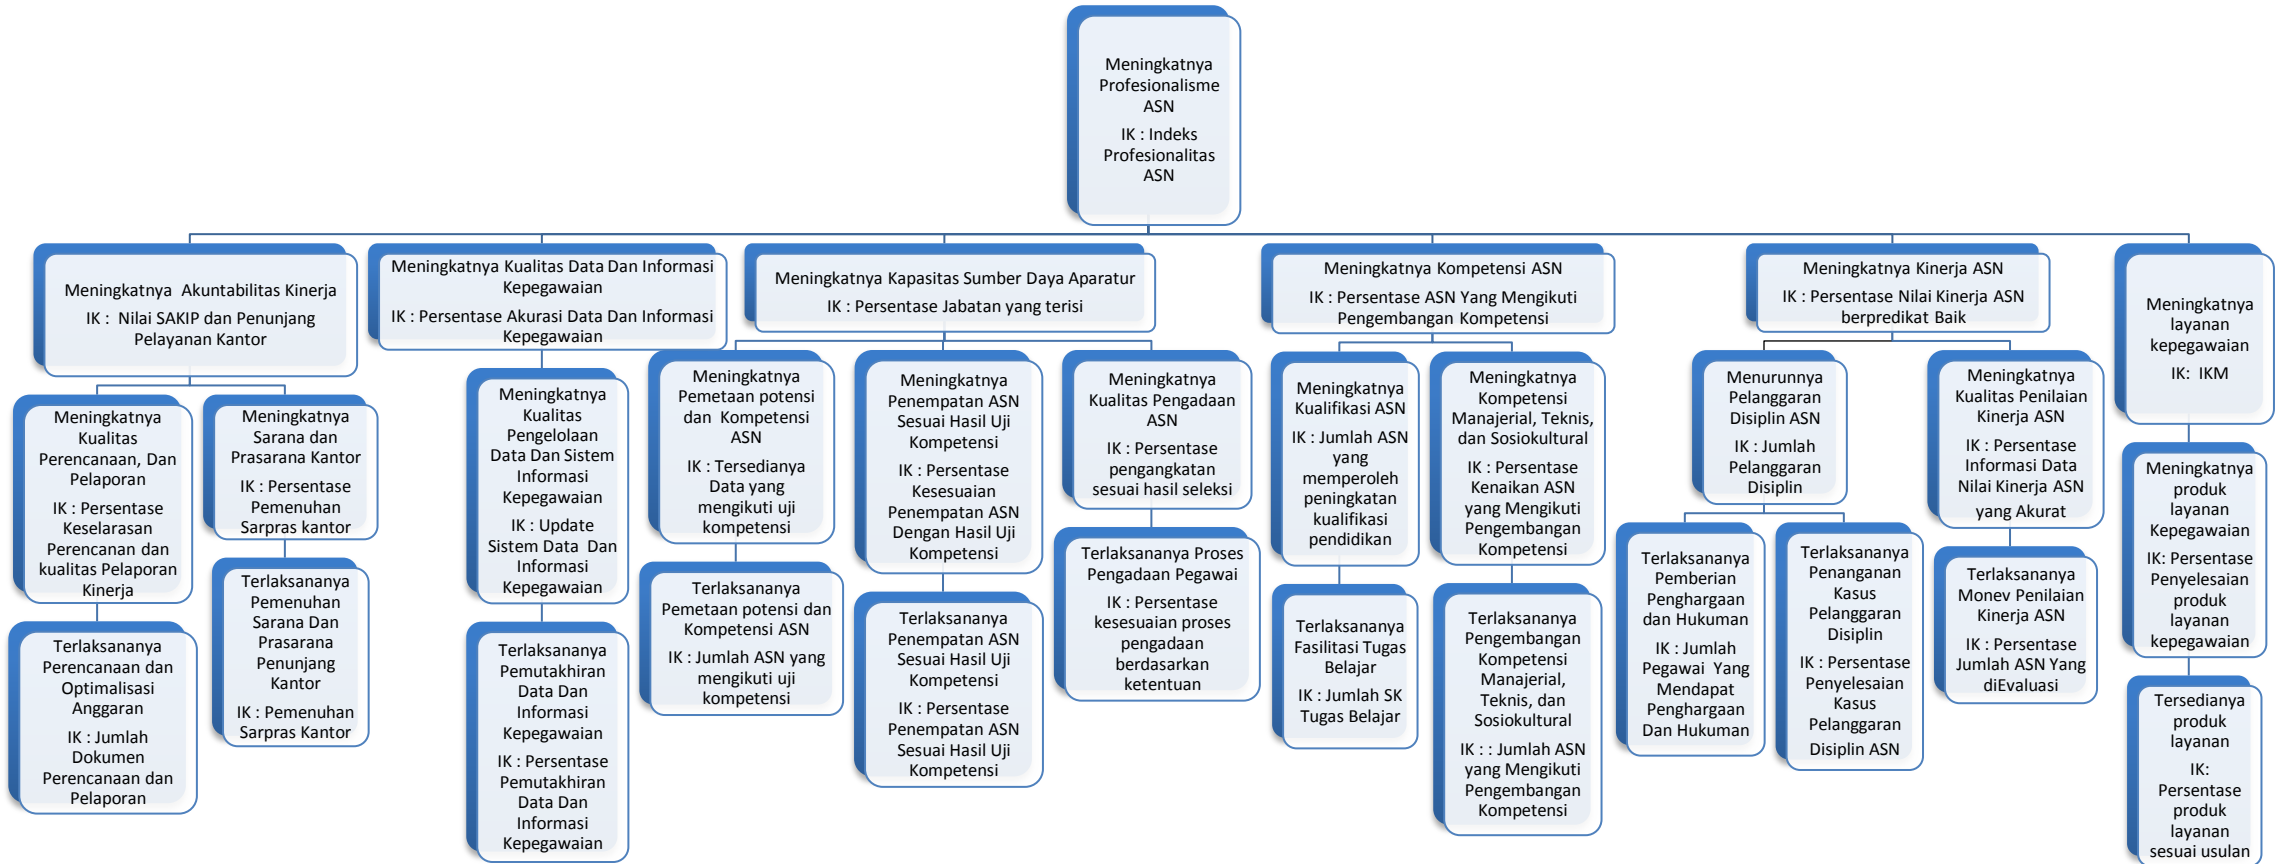 Meningkatnya
Profesionalisme
ASN
IK : Indeks
Profesionalitas
ASN
Meningkatnya  Akuntabilitas Kinerja
IK :  Nilai SAKIP dan Penunjang
Pelayanan Kantor
Meningkatnya Kualitas Data Dan Informasi
Kepegawaian
IK : Persentase Akurasi Data Dan Informasi
Kepegawaian
Meningkatnya Kapasitas Sumber Daya Aparatur
IK : Persentase Jabatan yang terisi
Meningkatnya Kompetensi ASN
IK : Persentase ASN Yang Mengikuti
Pengembangan Kompetensi
Meningkatnya Kinerja ASN
IK : Persentase Nilai Kinerja ASN
berpredikat Baik
Meningkatnya
layanan
kepegawaian
IK:  IKM
Meningkatnya
Kualitas
Perencanaan, Dan
Pelaporan
IK : Persentase
Keselarasan
Perencanan dan
kualitas Pelaporan
Kinerja
Meningkatnya
Sarana dan
Prasarana Kantor
IK : Persentase
Pemenuhan
Sarpras kantor
Meningkatnya
Kualitas
Pengelolaan
Data Dan Sistem
Informasi
Kepegawaian
IK : Update
Sistem Data  Dan
Informasi
Kepegawaian
Meningkatnya
Pemetaan potensi
dan  Kompetensi
ASN
IK : Tersedianya
Data yang
mengikuti uji
kompetensi
Meningkatnya
Penempatan ASN
Sesuai Hasil Uji
Kompetensi
IK : Persentase
Kesesuaian
Penempatan ASN
Dengan Hasil Uji
Kompetensi
Meningkatnya
Kualitas Pengadaan
ASN
IK : Persentase
pengangkatan
sesuai hasil seleksi
Meningkatnya
Kualifikasi ASN
IK : Jumlah ASN
yang
memperoleh
peningkatan
kualifikasi
pendidikan
Meningkatnya
Kompetensi
Manajerial, Teknis,
dan Sosiokultural
IK : Persentase
Kenaikan ASN
yang Mengikuti
Pengembangan
Kompetensi
Menurunnya
Pelanggaran
Disiplin ASN
IK : Jumlah
Pelanggaran
Disiplin
Meningkatnya
Kualitas Penilaian
Kinerja ASN
IK : Persentase
Informasi Data
Nilai Kinerja ASN
yang Akurat
Meningkatnya
produk
layanan
Kepegawaian
IK: Persentase
Penyelesaian
produk
layanan
kepegawaian
Terlaksananya
Perencanaan dan
Optimalisasi
Anggaran
IK : Jumlah
Dokumen
Perencanaan dan
Pelaporan
Terlaksananya
Pemenuhan
Sarana Dan
Prasarana
Penunjang
Kantor
IK : Pemenuhan
Sarpras Kantor
Terlaksananya
Pemutakhiran
Data Dan
Informasi
Kepegawaian
IK : Persentase
Pemutakhiran
Data Dan
Informasi
Kepegawaian
Terlaksananya
Pemetaan potensi dan
Kompetensi ASN
IK : Jumlah ASN yang
mengikuti uji
kompetensi
Terlaksananya
Penempatan ASN
Sesuai Hasil Uji
Kompetensi
IK : Persentase
Penempatan ASN
Sesuai Hasil Uji
Kompetensi
Terlaksananya Proses
Pengadaan Pegawai
IK : Persentase
kesesuaian proses
pengadaan
berdasarkan
ketentuan
Terlaksananya
Fasilitasi Tugas
Belajar
IK : Jumlah SK
Tugas Belajar
Terlaksananya
Pengembangan
Kompetensi
Manajerial,
Teknis, dan
Sosiokultural
IK : : Jumlah ASN
yang Mengikuti
Pengembangan
Kompetensi
Terlaksananya
Pemberian
Penghargaan
dan Hukuman
IK : Jumlah
Pegawai  Yang
Mendapat
Penghargaan
Dan Hukuman
Terlaksananya
Penanganan
Kasus
Pelanggaran
Disiplin
IK : Persentase
Penyelesaian
Kasus
Pelanggaran
Disiplin ASN
Terlaksananya
Monev Penilaian
Kinerja ASN
IK : Persentase
Jumlah ASN Yang
diEvaluasi
Tersedianya
produk
layanan
IK:
Persentase
produk
layanan
sesuai usulan